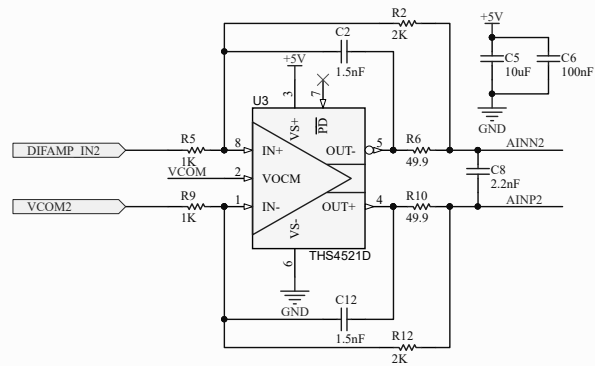 R2
2K
C2
1.5nF
+5V
+5V
C5
10uF
C6
100nF
GND
U3
3
7
VS+
PD
DIFAMP_IN2
R5
1K
8
IN+
OUT-
5
R6
49.9
AINN2
VCOM
2
VOCM
C8
2.2nF
VCOM2
R9
1K
1
IN-
OUT+
4
R10
49.9
AINP2
VS-
6
THS4521D
GND
C12
1.5nF
R12
2K